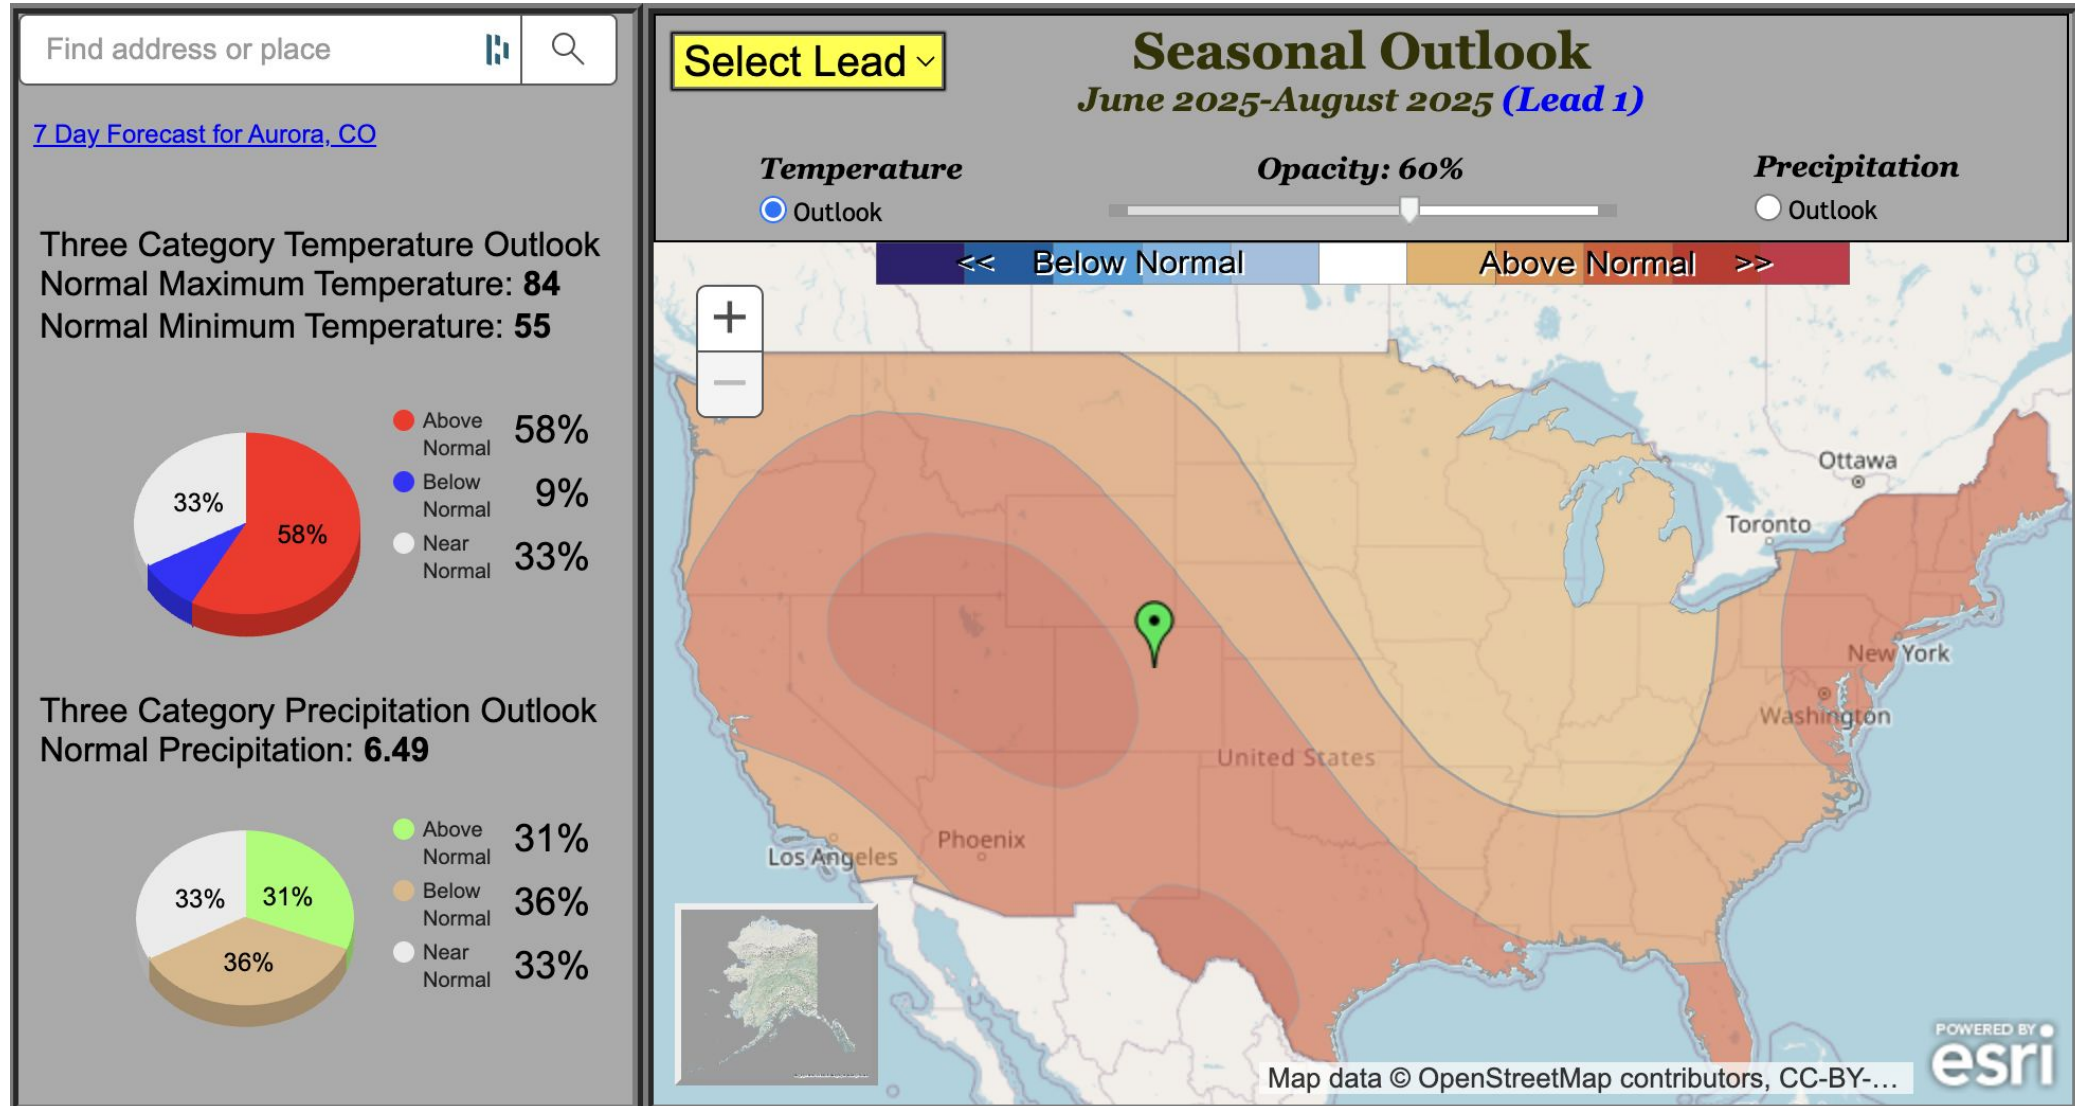 Find address or place
7 Day Forecast for Aurora, CO
Three Category Temperature Outlook
Normal Maximum Temperature: 84
Normal Minimum Temperature: 55
Above
Normal
58%
Below
Normal
9%
Near
Normal
33%
33%
58%
Three Category Precipitation Outlook
Normal Precipitation: 6.49
Above
Normal
31%
Below
Normal
36%
Near
Normal
33%
33%
31%
36%
Select Lead
Seasonal Outlook
June 2025-August 2025 (Lead 1)
Temperature
Outlook
Opacity: 60%
Precipitation
Outlook
<< Below Normal
Above Normal >>
+
−
Ottawa
Toronto
New York
Washington
United States
Phoenix
Los Angeles
POWERED BY
esri
Map data © OpenStreetMap contributors, CC-BY-...